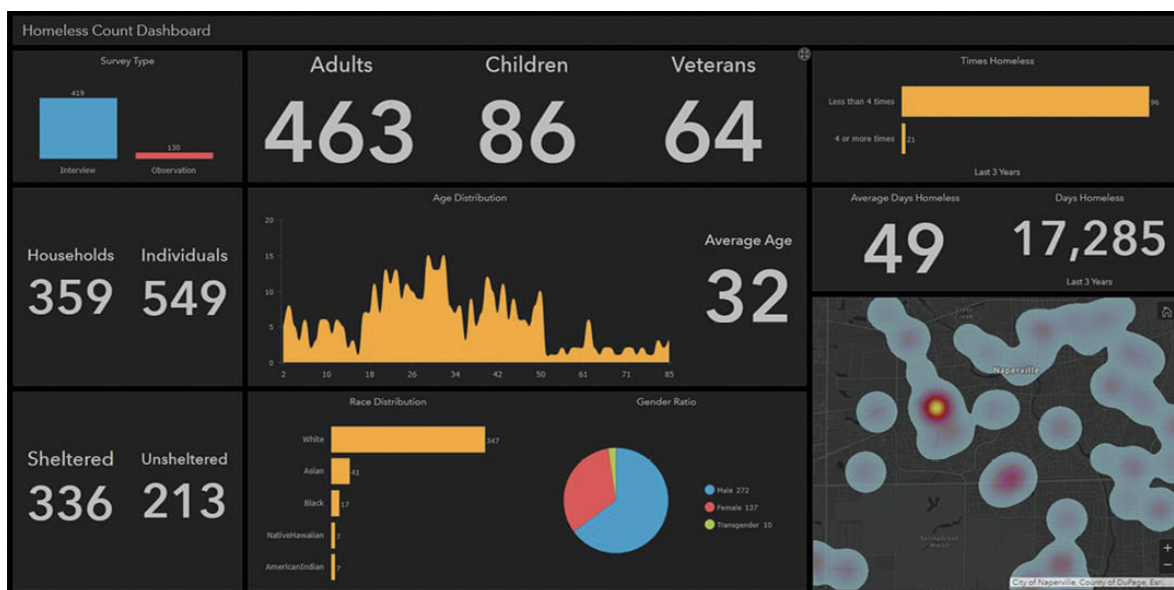 Homeless Count Dashboard
Survey Type
419
130
Interview
Observation
Adults
463
Children
86
Veterans
64
Times Homeless
Less than 4 times
96
4 or more times
21
Last 3 Years
Households
359
Individuals
549
Age Distribution
20
15
10
5
0
2 10 18 26 34 42 50 61 71 85
Average Age
32
Average Days Homeless
49
Days Homeless
17,285
Last 3 Years
Sheltered
336
Unsheltered
213
Race Distribution
White 347
Asian 41
Black 17
NativeHawaiian 7
AmericanIndian 7
Gender Ratio
Male 272
Female 137
Transgender 10
Creek
Naperville
Springbrook
+
−
City of Naperville, County of DuPage, Esri...